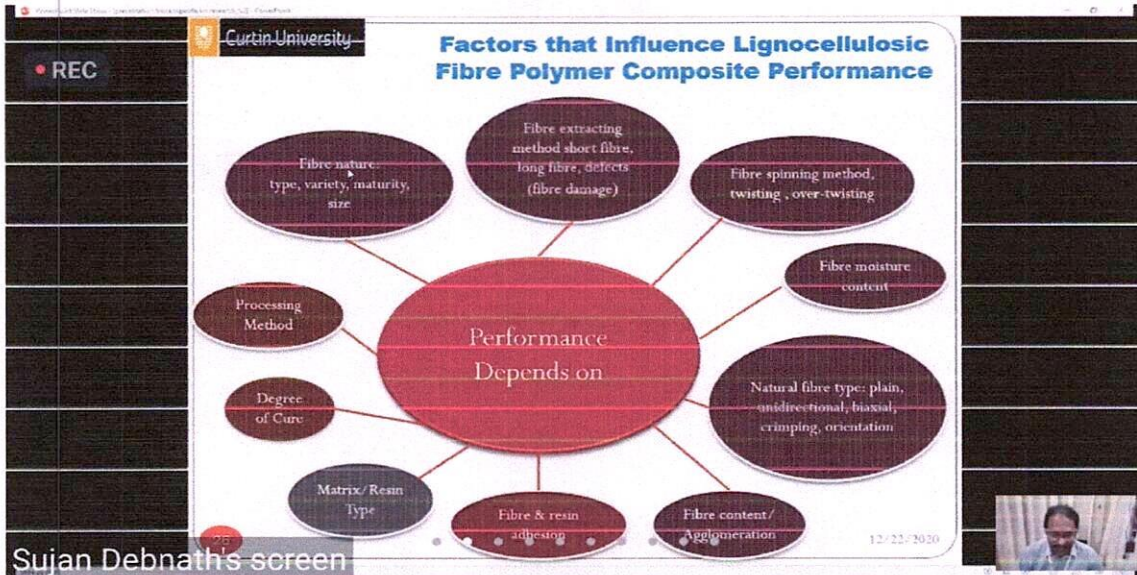 Curtin University
Factors that Influence Lignocellulosic
Fibre Polymer Composite Performance
• REC
Fibre nature:
type, variety, maturity,
size
Fibre extracting
method short fibre,
long fibre, defects
(fibre damage)
Fibre spinning method,
twisting , over-twisting
Fibre moisture
content
Processing
Method
Performance
Depends on
Natural fibre type: plain,
unidirectional, biaxial,
crimping, orientation
Degree
of Cure
Matrix/Resin
Type
Fibre & resin
adhesion
Fibre content/
Agglomeration
26
12/22/2020
Sujan Debnath's screen